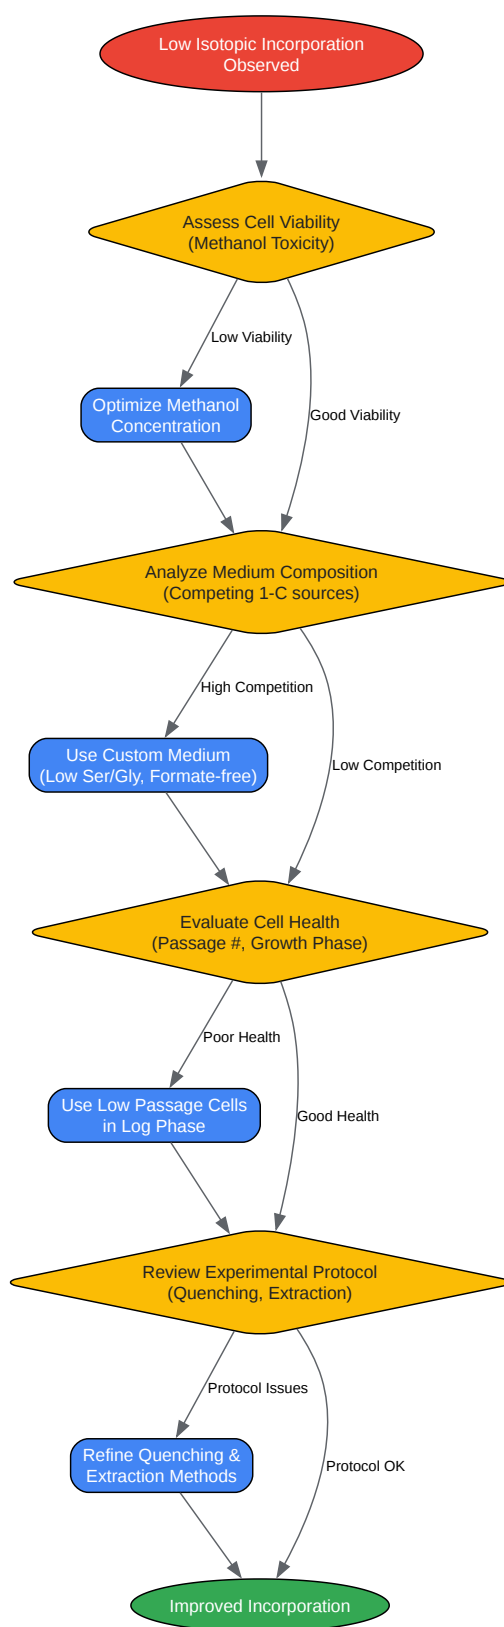 Low Isotopic Incorporation
Observed
Assess Cell Viability
(Methanol Toxicity)
Low Viability
Optimize Methanol
Concentration
Good Viability
Analyze Medium Composition
(Competing 1-C sources)
High Competition
Use Custom Medium
(Low Ser/Gly, Formate-free)
Low Competition
Evaluate Cell Health
(Passage #, Growth Phase)
Poor Health
Use Low Passage Cells
in Log Phase
Good Health
Review Experimental Protocol
(Quenching, Extraction)
Protocol Issues
Refine Quenching &
Extraction Methods
Protocol OK
Improved Incorporation